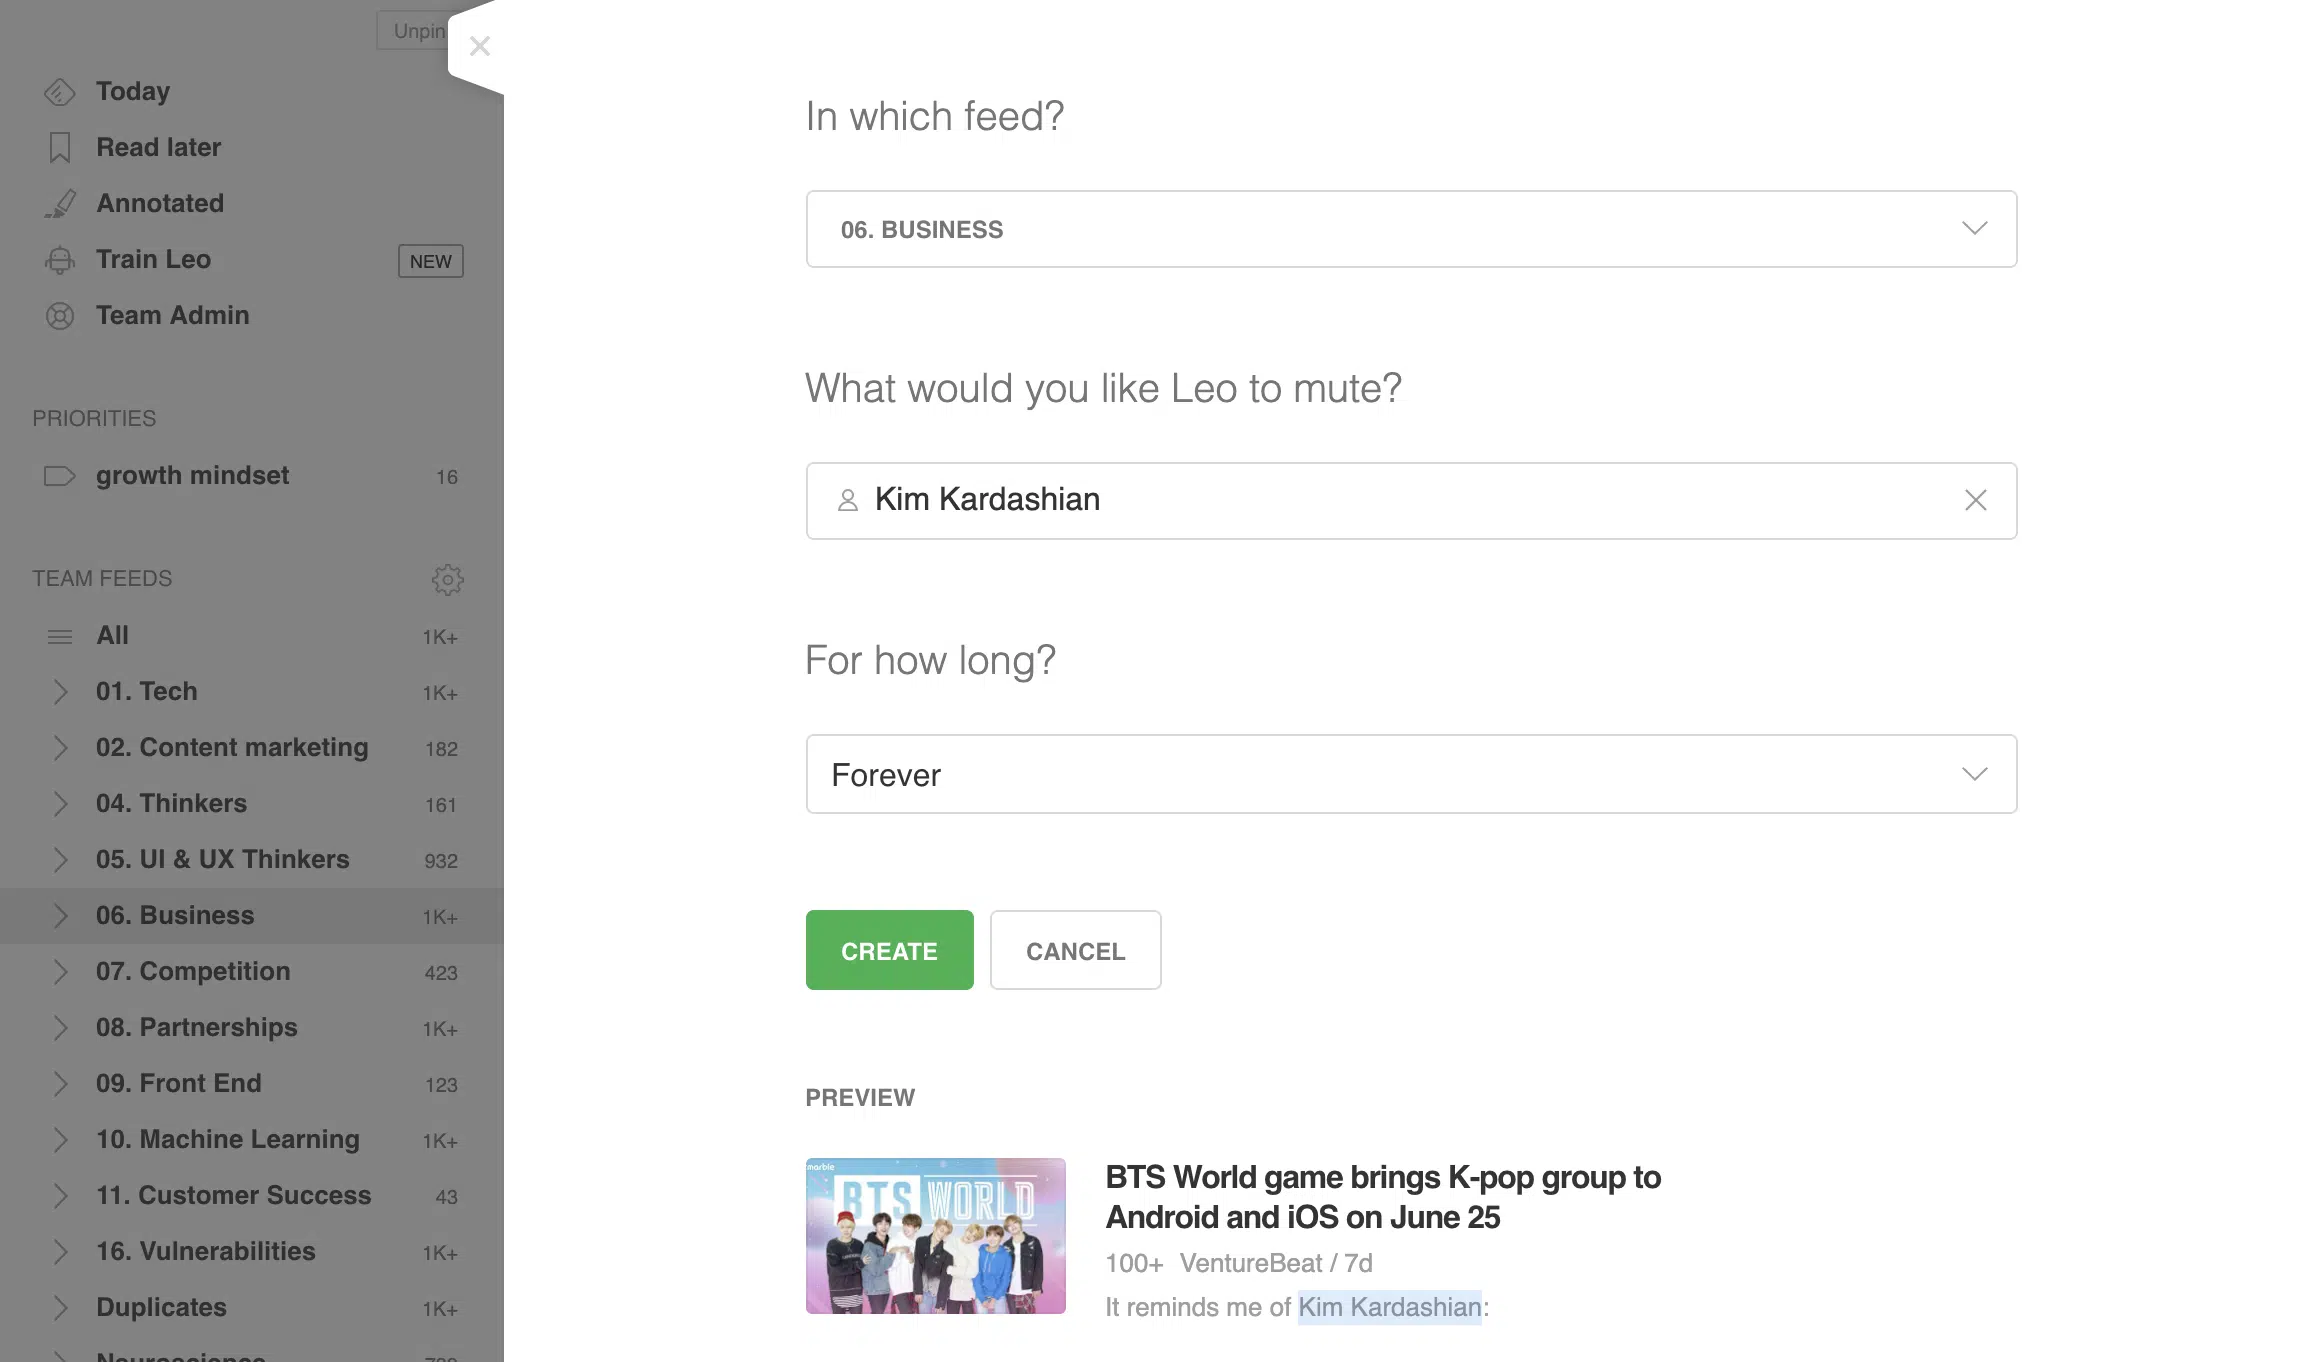 Unpin
Today
Read later
Annotated
Train Leo NEW
Team Admin
PRIORITIES
growth mindset 16
TEAM FEEDS
All 1K+
01. Tech 1K+
02. Content marketing 182
04. Thinkers 161
05. UI & UX Thinkers 932
06. Business 1K+
07. Competition 423
08. Partnerships 1K+
09. Front End 123
10. Machine Learning 1K+
11. Customer Success 43
16. Vulnerabilities 1K+
Duplicates 1K+
Neuroscience
In which feed?
06. BUSINESS
What would you like Leo to mute?
Kim Kardashian
For how long?
Forever
CREATE CANCEL
PREVIEW
marble
BTS WORLD
BTS World game brings K-pop group to
Android and iOS on June 25
100+ VentureBeat / 7d
It reminds me of Kim Kardashian: